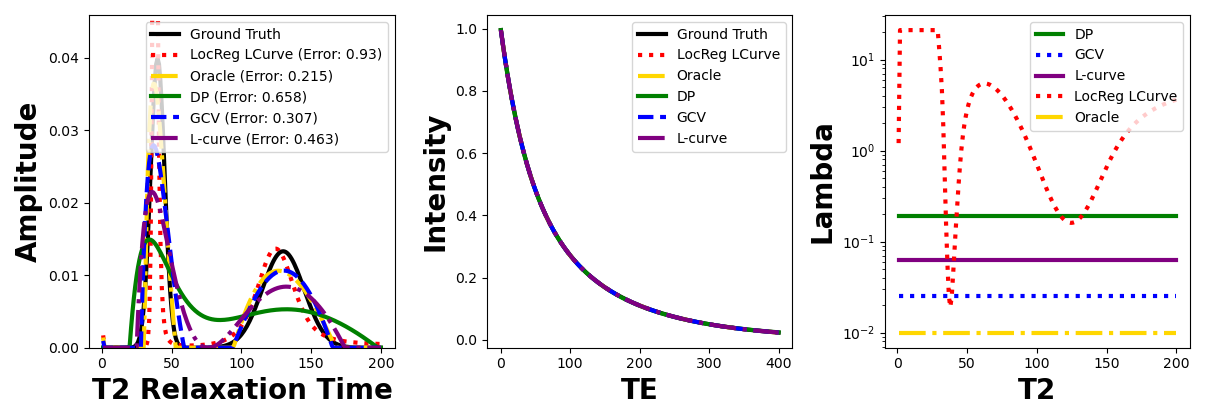 Amplitude
0.04
0.03
0.02
0.01
0.00
0
50
100
150
200
T2 Relaxation Time
Ground Truth
LocReg LCurve (Error: 0.93)
Oracle (Error: 0.215)
DP (Error: 0.658)
GCV (Error: 0.307)
L-curve (Error: 0.463)
Intensity
1.0
0.8
0.6
0.4
0.2
0.0
0
100
200
300
400
TE
Ground Truth
LocReg LCurve
Oracle
DP
GCV
L-curve
Lambda
10¹
10⁰
10⁻¹
10⁻²
0
50
100
150
200
T2
DP
GCV
L-curve
LocReg LCurve
Oracle